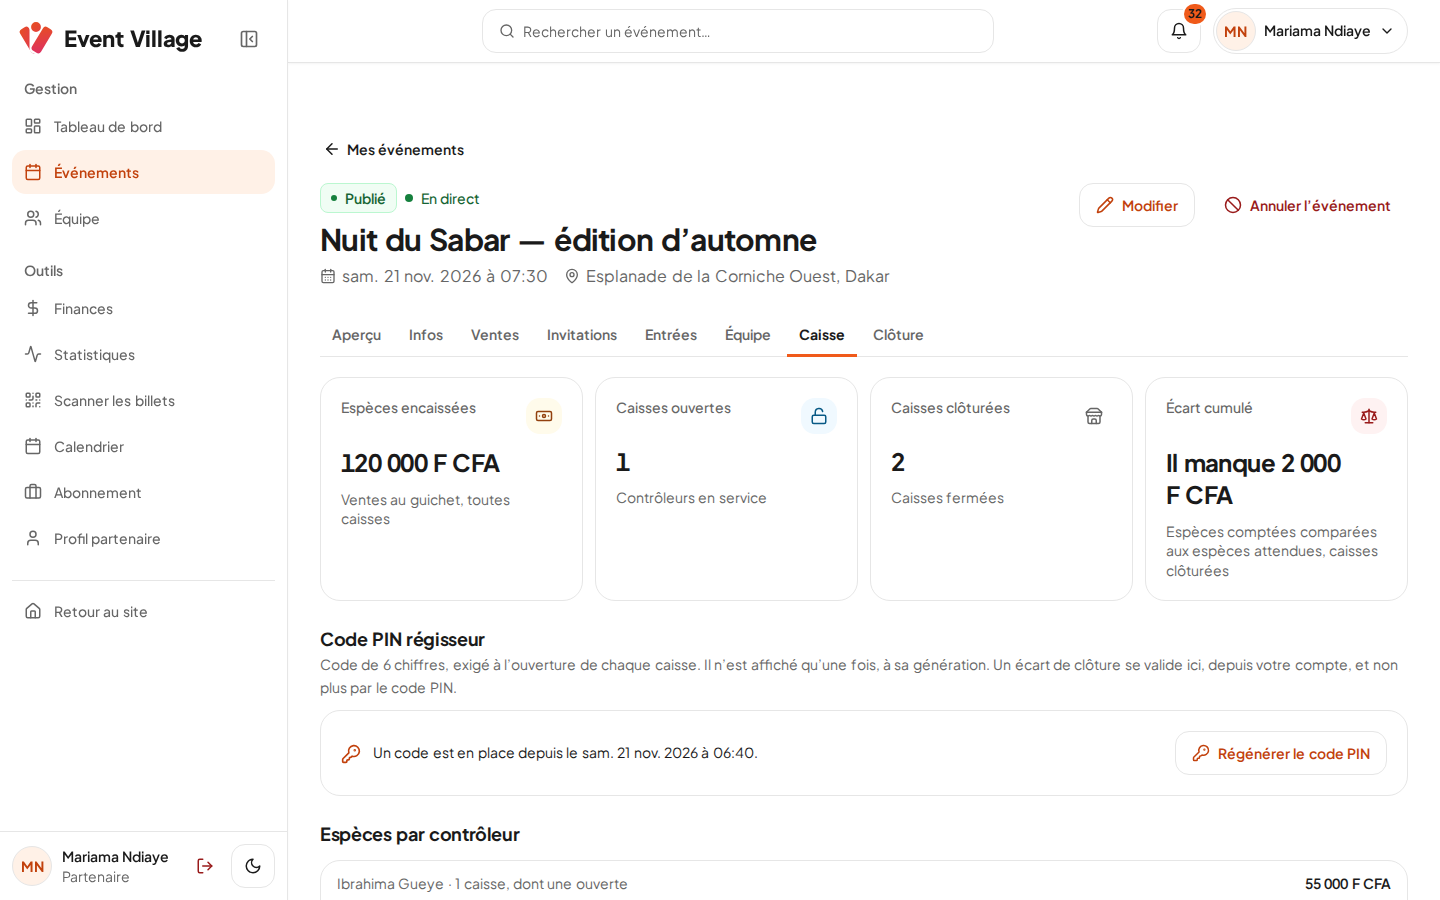 Event Village
Rechercher un événement...
32
MN
Mariama Ndiaye
Gestion
Tableau de bord
Événements
Équipe
Outils
Finances
Statistiques
Scanner les billets
Calendrier
Abonnement
Profil partenaire
Retour au site
MN
Mariama Ndiaye
Partenaire
Mes événements
Publié
En direct
Modifier
Annuler l’événement
Nuit du Sabar — édition d’automne
sam. 21 nov. 2026 à 07:30
Esplanade de la Corniche Ouest, Dakar
Aperçu
Infos
Ventes
Invitations
Entrées
Équipe
Caisse
Clôture
Espèces encaissées
120 000 F CFA
Ventes au guichet, toutes
caisses
Caisses ouvertes
1
Contrôleurs en service
Caisses clôturées
2
Caisses fermées
Écart cumulé
Il manque 2 000
F CFA
Espèces comptées comparées
aux espèces attendues, caisses
clôturées
Code PIN régisseur
Code de 6 chiffres, exigé à l’ouverture de chaque caisse. Il n’est affiché qu’une fois, à sa génération. Un écart de clôture se valide ici, depuis votre compte, et non
plus par le code PIN.
Un code est en place depuis le sam. 21 nov. 2026 à 06:40.
Régénérer le code PIN
Espèces par contrôleur
Ibrahima Gueye · 1 caisse, dont une ouverte
55 000 F CFA